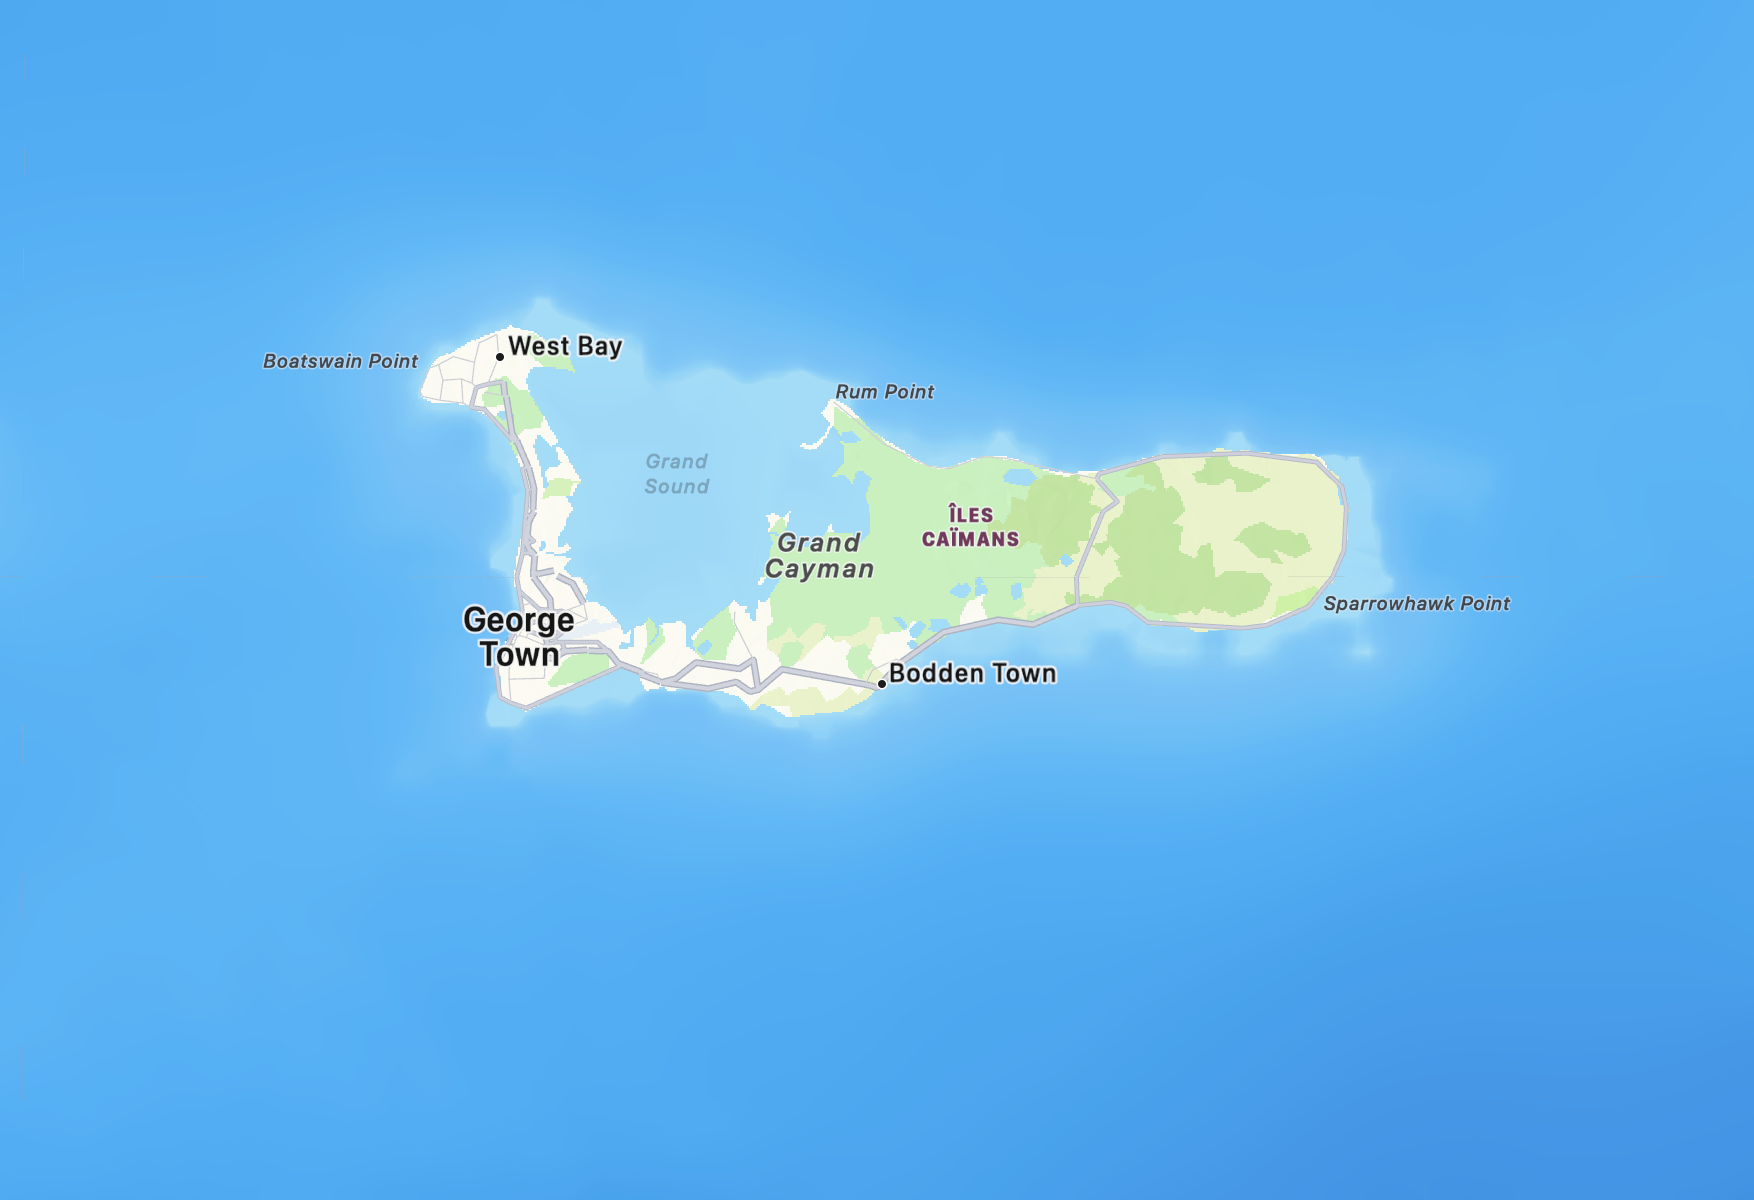 West Bay
Boatswain Point
Rum Point
Grand
Sound
ÎLES
CAÏMANS
Grand
Cayman
George
Town
Sparrowhawk Point
Bodden Town